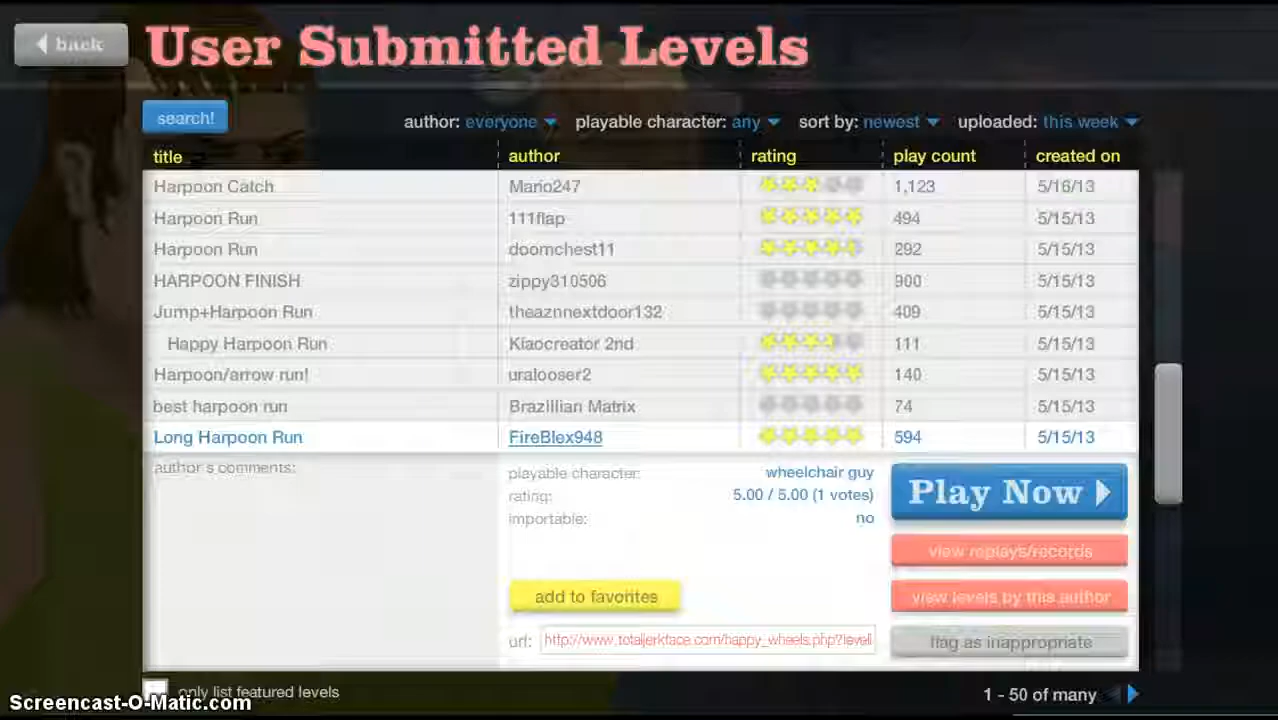 back
User Submitted Levels
search!
author: everyone playable character: any sort by: newest uploaded: this week
title author rating play count created on
Harpoon Catch Mario247 1,123 5/16/13
Harpoon Run 111flap 494 5/15/13
Harpoon Run doomchest11 292 5/15/13
HARPOON FINISH zippy310506 900 5/15/13
Jump+Harpoon Run theaznnextdoor132 409 5/15/13
Happy Harpoon Run Kiaocreator 2nd 111 5/15/13
Harpoon/arrow run! uralooser2 140 5/15/13
best harpoon run Brazillian Matrix 74 5/15/13
Long Harpoon Run FireBlex948 594 5/15/13
author's comments:
playable character: wheelchair guy
rating: 5.00 / 5.00 (1 votes)
importable: no
Play Now
view replays/records
add to favorites
view levels by this author
url: http://www.totaljerkface.com/happy_wheels.php?level
flag as inappropriate
only list featured levels
1 - 50 of many
Screencast-O-Matic.com